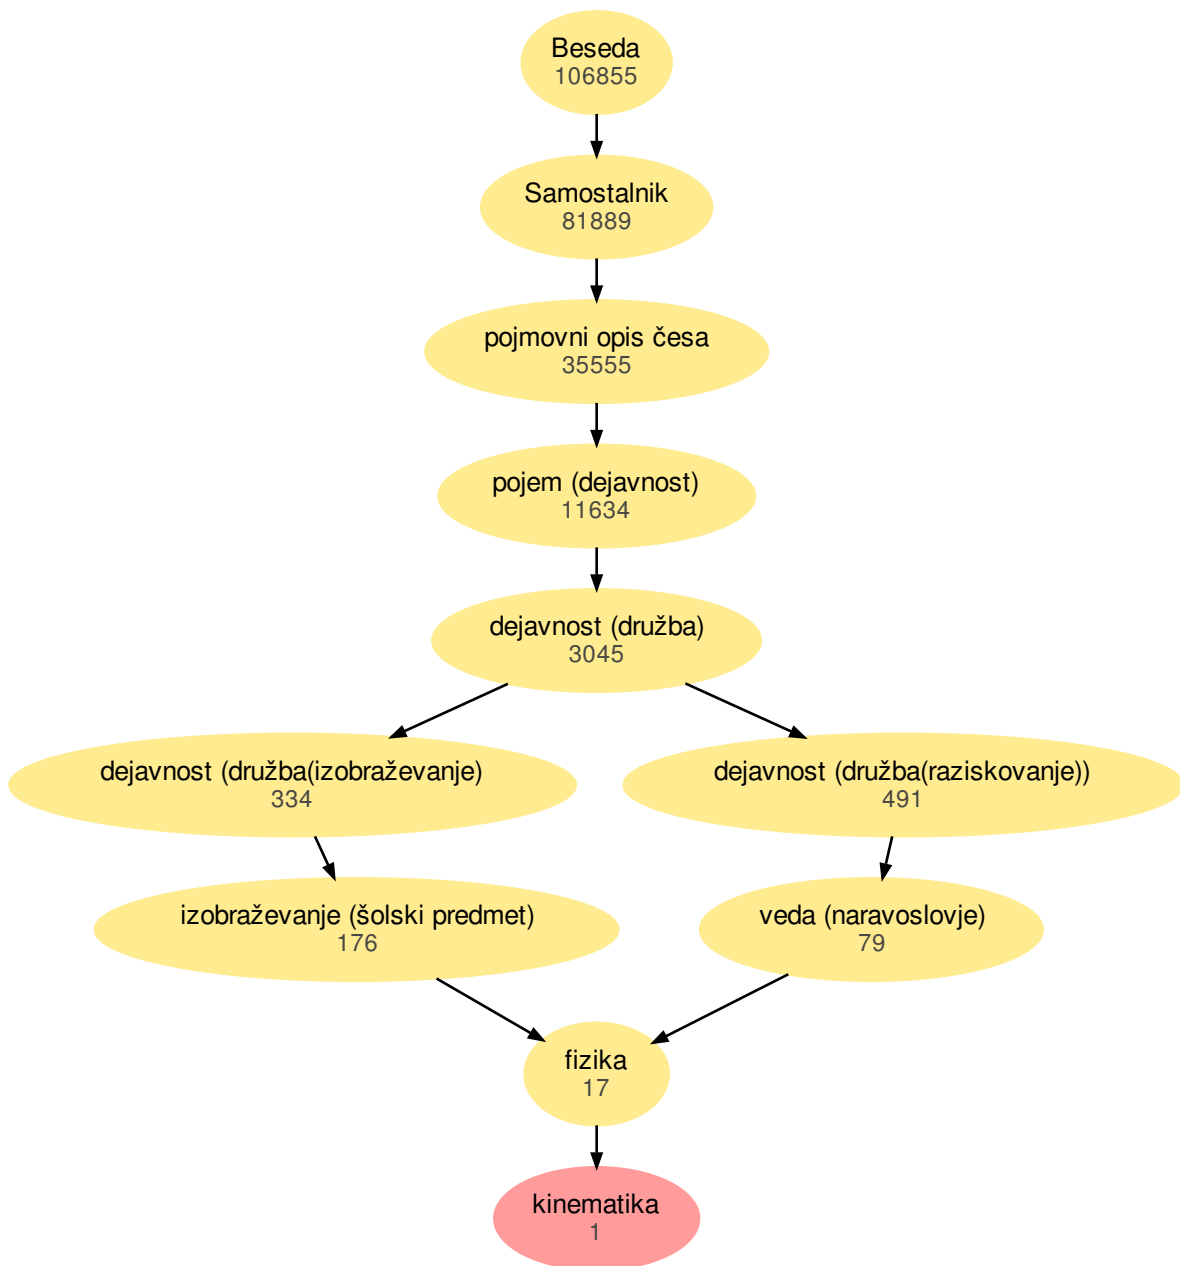 Beseda
106855
Samostalnik
81889
pojmovni opis česa
35555
pojem (dejavnost)
11634
dejavnost (družba)
3045
dejavnost (družba(izobraževanje)
334
dejavnost (družba(raziskovanje))
491
izobraževanje (šolski predmet)
176
veda (naravoslovje)
79
fizika
17
kinematika
1